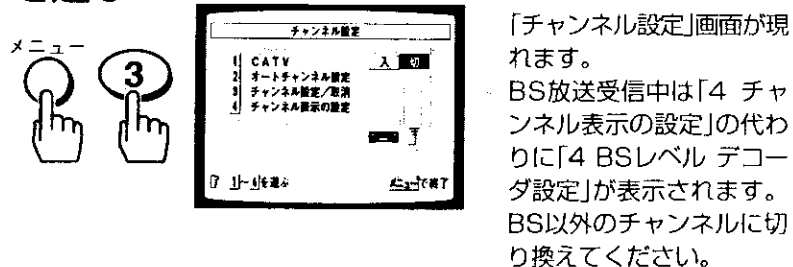 メニュー
3
チャンネル設定
1 CATV 入 切
2 オートチャンネル設定
3 チャンネル設定/取消
4 チャンネル表示の設定
1~4を選ぶ メニューで終了
「チャンネル設定」画面が現
れます。
BS放送受信中は「4 チャ
ンネル表示の設定」の代わ
りに「4 BSレベル デコー
ダ設定」が表示されます。
BS以外のチャンネルに切
り換えてください。